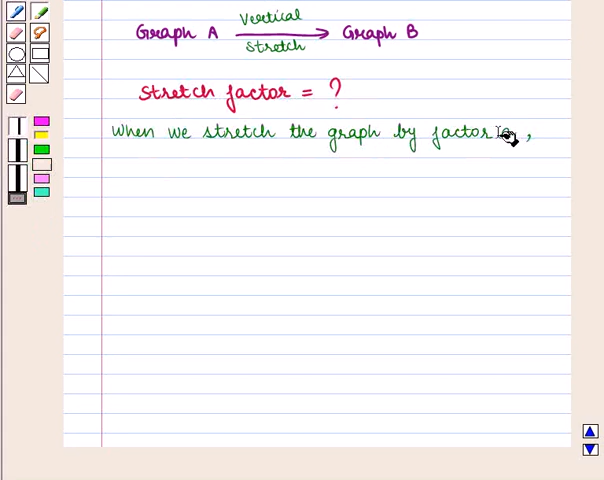 Graph A Vertical Stretch Graph B
Stretch factor = ?
When we stretch the graph by factor ,